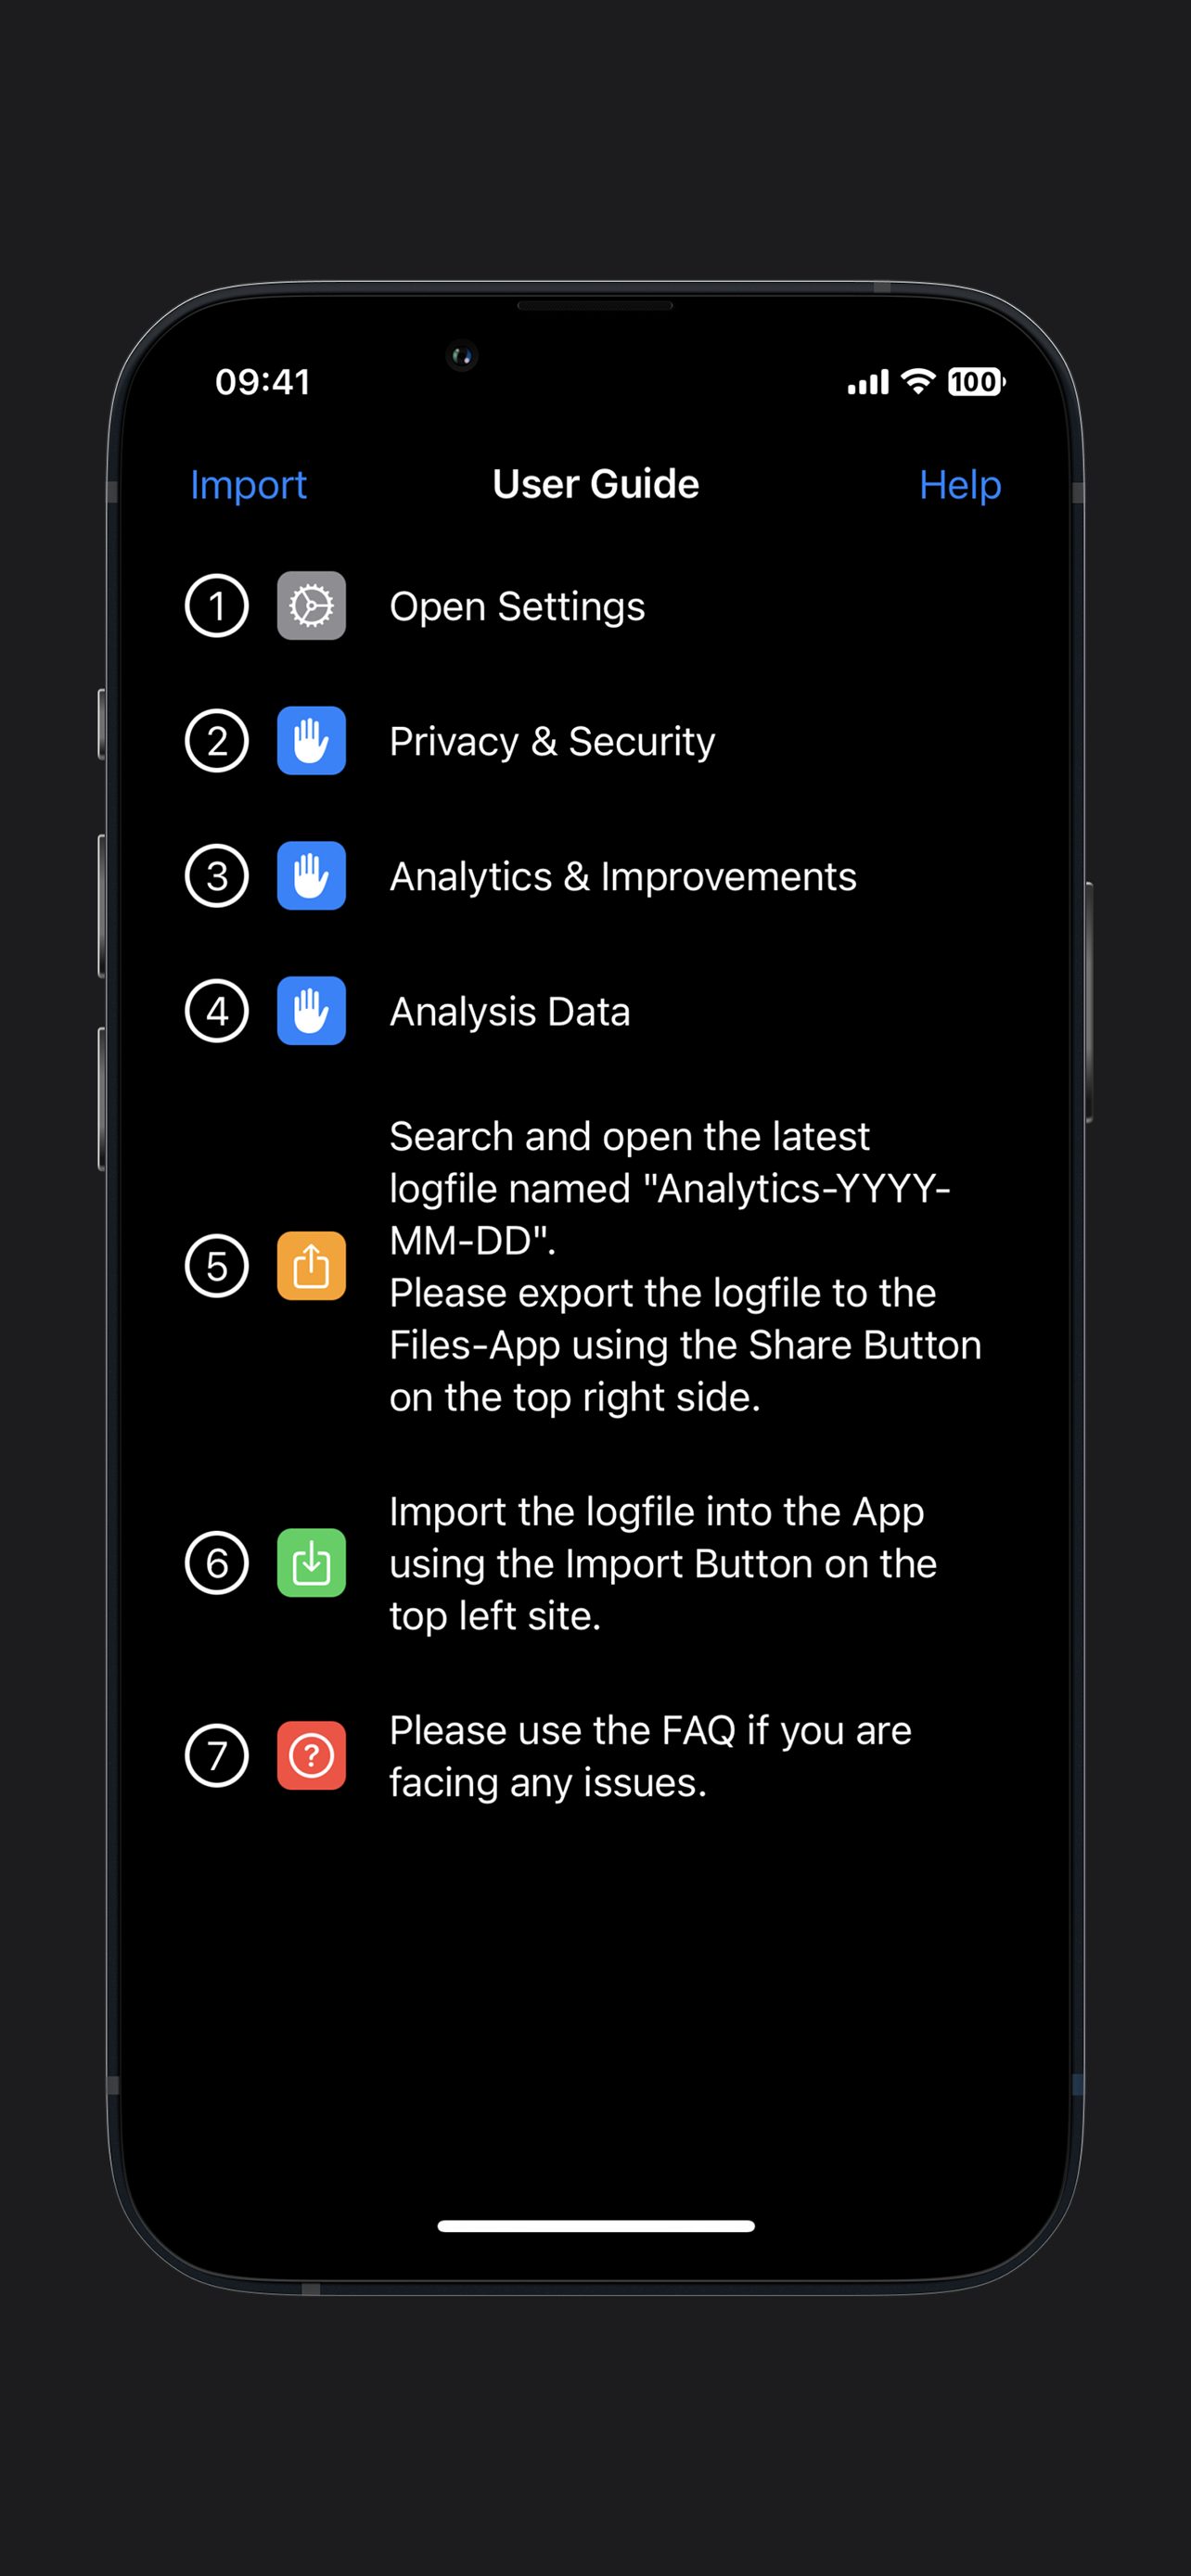 09:41
100
Import
User Guide
Help
1
Open Settings
2
Privacy & Security
3
Analytics & Improvements
4
Analysis Data
5
Search and open the latest
logfile named "Analytics-YYYY-
MM-DD".
Please export the logfile to the
Files-App using the Share Button
on the top right side.
6
Import the logfile into the App
using the Import Button on the
top left site.
7
?
Please use the FAQ if you are
facing any issues.